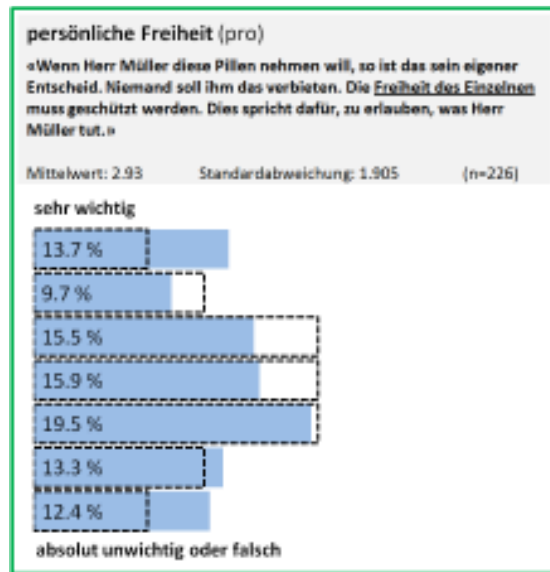 persönliche Freiheit (pro)
«Wenn Herr Müller diese Pillen nehmen will, so ist das sein eigener
Entscheid. Niemand soll ihm das verbieten. Die Freiheit des Einzelnen
muss geschützt werden. Dies spricht dafür, zu erlauben, was Herr
Müller tut.»
Mittelwert: 2.93 Standardabweichung: 1.905 (n=226)
sehr wichtig
13.7 %
9.7 %
15.5 %
15.9 %
19.5 %
13.3 %
12.4 %
absolut unwichtig oder falsch